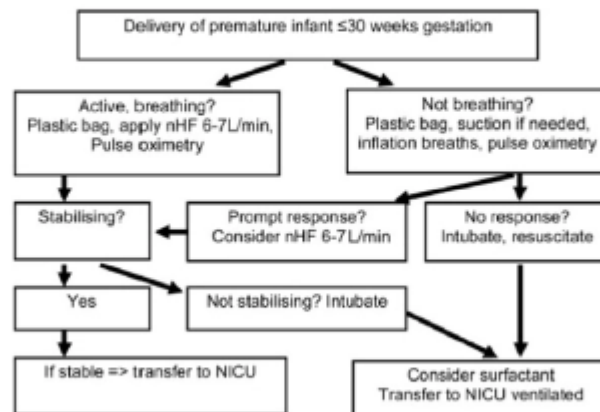 Delivery of premature infant ≤30 weeks gestation
Active, breathing?
Plastic bag, apply nHF 6-7L/min,
Pulse oximetry
Not breathing?
Plastic bag, suction if needed,
inflation breaths, pulse oximetry
Stabilising?
Prompt response?
Consider nHF 6-7L/min
No response?
Intubate, resuscitate
Yes
Not stabilising? Intubate
If stable => transfer to NICU
Consider surfactant
Transfer to NICU ventilated